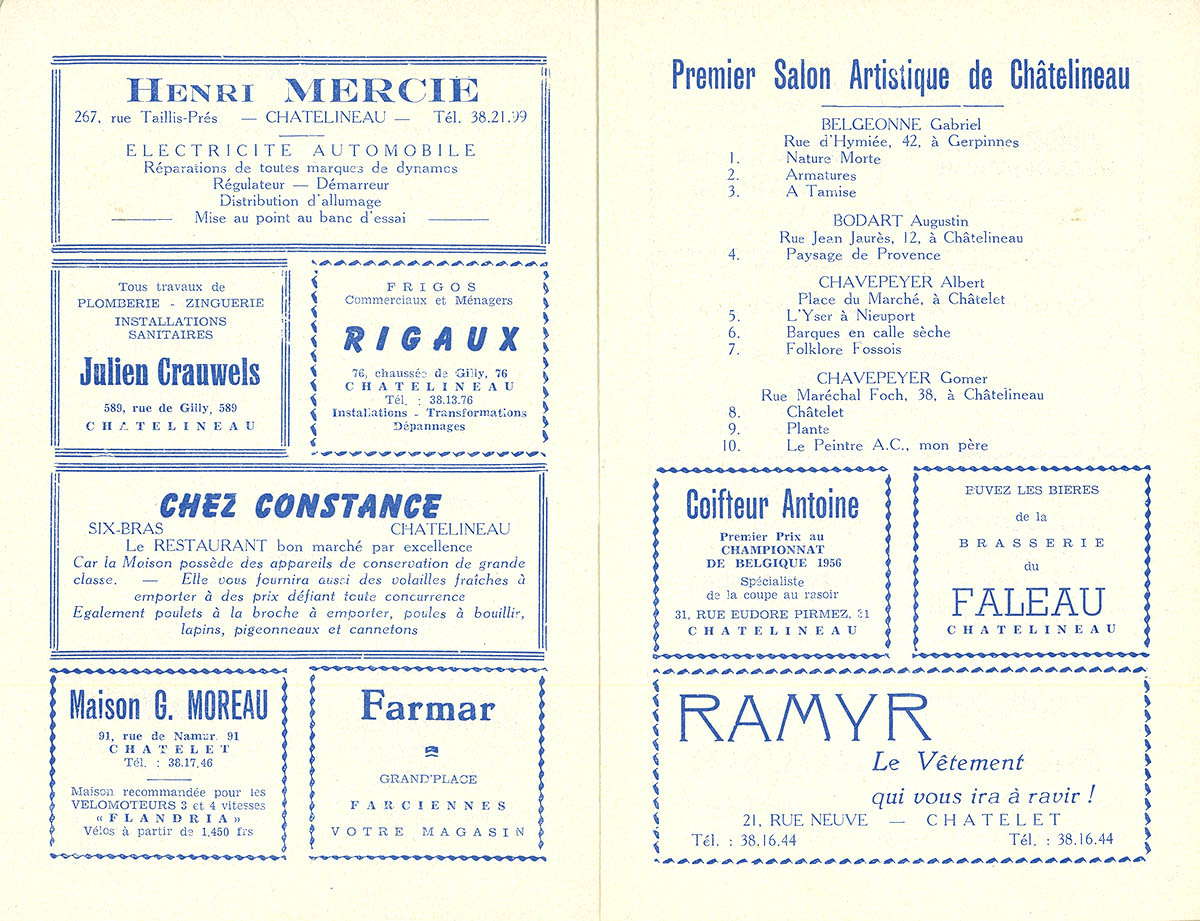 HENRI MERCIE
267, rue Taillis-Prés — CHATELINEAU — Tél. 38.21.99
ELECTRICITE AUTOMOBILE
Réparations de toutes marques de dynamos
Régulateur — Démarreur
Distribution d'allumage
Mise au point au banc d'essai
Tous travaux de
PLOMBERIE - ZINGUERIE
INSTALLATIONS
SANITAIRES
Julien Crauwels
589, rue de Gilly, 589
CHATELINEAU
FRIGOS
Commerciaux et Ménagers
RIGAUX
76, chaussée de Gilly, 76
CHATELINEAU
Tél. : 38.13.76
Installations - Transformations
Dépannages
CHEZ CONSTANCE
SIX-BRAS CHATELINEAU
Le RESTAURANT bon marché par excellence
Car la Maison possède des appareils de conservation de grande
classe. — Elle vous fournira aussi des volailles fraîches à
emporter à des prix défiant toute concurrence
Egalement poulets à la broche à emporter, poules à bouillir,
lapins, pigeonneaux et cannetons
Maison G. MOREAU
91, rue de Namur, 91
CHATELET
Tél. : 38.17.46
Maison recommandée pour les
VELOMOTEURS 3 et 4 vitesses
« FLANDRIA »
Vélos à partir de 1.450 frs
Farmar
GRAND'PLACE
FARCIENNES
VOTRE MAGASIN
Premier Salon Artistique de Châtelineau
BELGEONNE Gabriel
Rue d'Hymiée, 42, à Gerpinnes
1. Nature Morte
2. Armatures
3. A Tamise
BODART Augustin
Rue Jean Jaurès, 12, à Châtelineau
4. Paysage de Provence
CHAVEPEYER Albert
Place du Marché, à Châtelet
5. L'Yser à Nieuport
6. Barques en calle sèche
7. Folklore Fossois
CHAVEPEYER Gomer
Rue Maréchal Foch, 38, à Châtelineau
8. Châtelet
9. Plante
10. Le Peintre A.C., mon père
Coiffeur Antoine
Premier Prix au
CHAMPIONNAT
DE BELGIQUE 1956
Spécialiste
de la coupe au rasoir
31, RUE EUDORE PIRMEZ, 31
CHATELINEAU
BUVEZ LES BIERES
de la
BRASSERIE
du
FALEAU
CHATELINEAU
RAMYR
Le Vêtement
qui vous ira à ravir !
21, RUE NEUVE — CHATELET
Tél. : 38.16.44 Tél. : 38.16.44